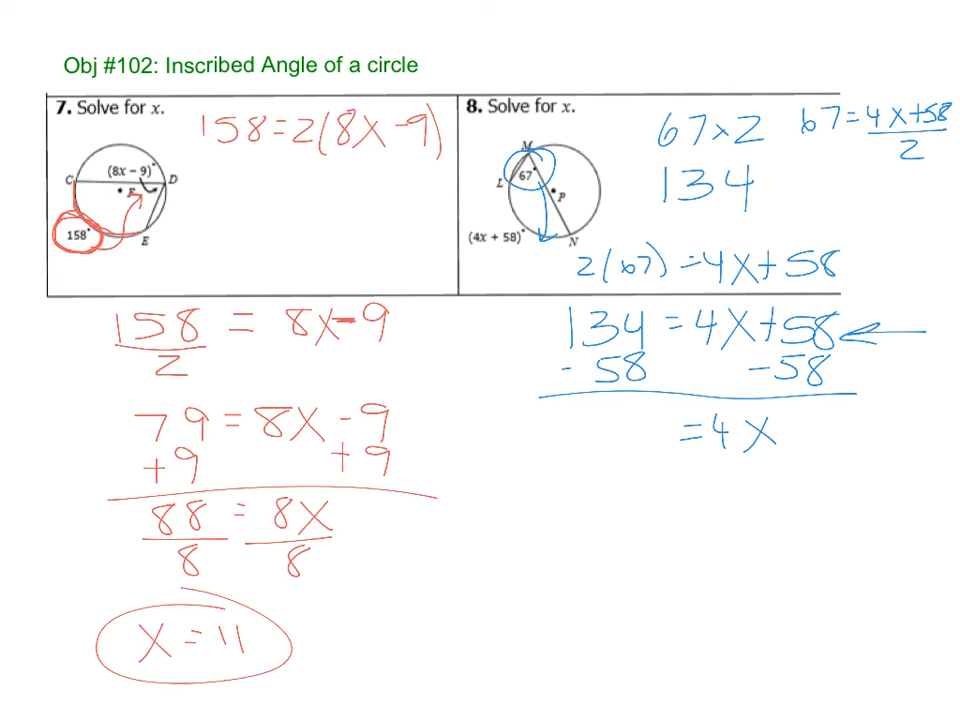 Obj #102: Inscribed Angle of a circle
7. Solve for x.
158=2(8x-9)
(8x − 9)°
C
D
F
158°
E
158/2 = 8x-9
79 = 8x-9
+9 +9
88/8 = 8x/8
x = 11
8. Solve for x.
67×2
134
67=4x+58/2
M
67°
L
P
(4x + 58)°
N
2(67)=4x+58
134=4x+58
-58 -58
=4x